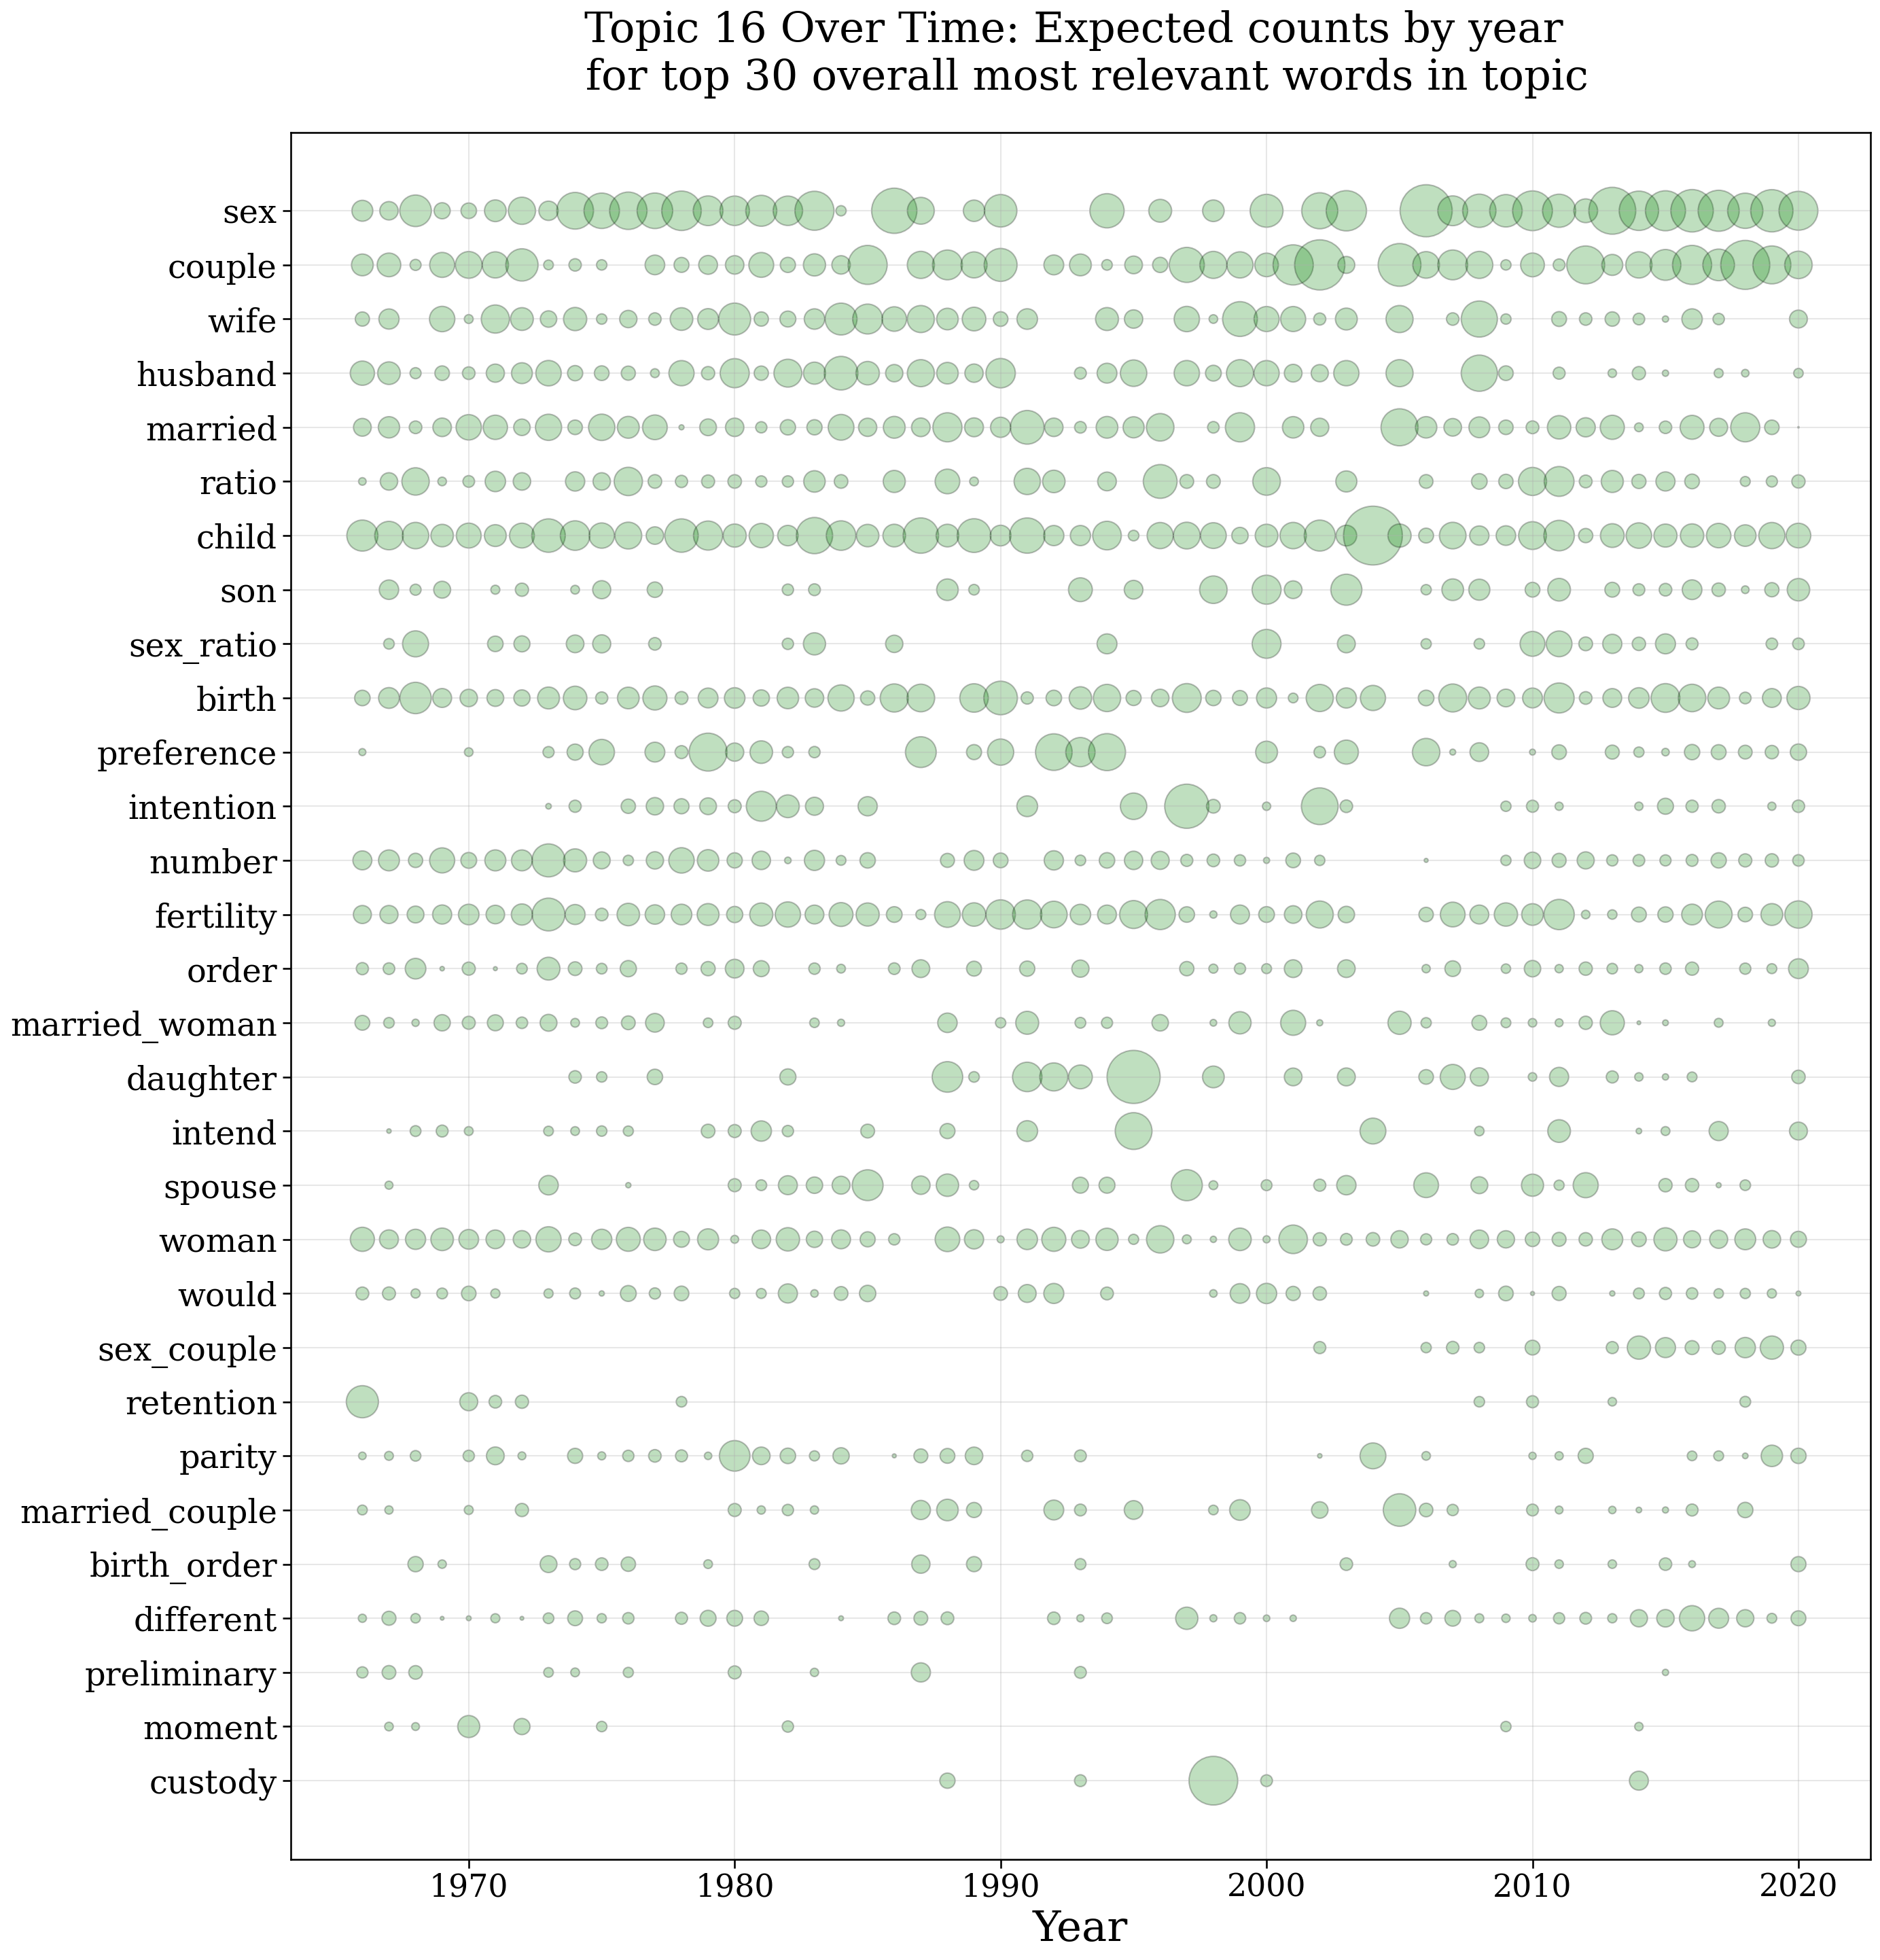 Topic 16 Over Time: Expected counts by year
for top 30 overall most relevant words in topic
sex
couple
wife
husband
married
ratio
child
son
sex_ratio
birth
preference
intention
number
fertility
order
married_woman
daughter
intend
spouse
woman
would
sex_couple
retention
parity
married_couple
birth_order
different
preliminary
moment
custody
1970 1980 1990 2000 2010 2020
Year